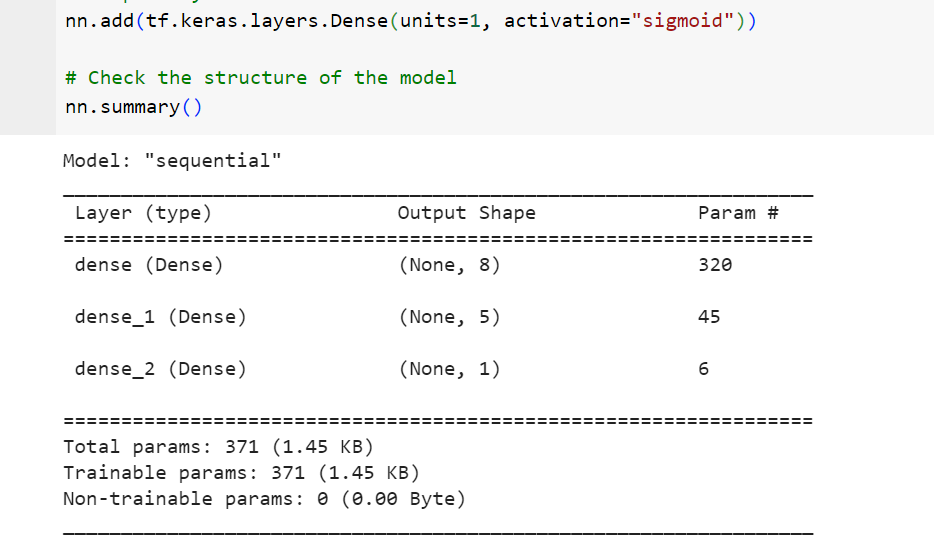 nn.add(tf.keras.layers.Dense(units=1, activation="sigmoid"))
# Check the structure of the model
nn.summary()
Model: "sequential"
Layer (type) Output Shape Param #
dense (Dense) (None, 8) 320
dense_1 (Dense) (None, 5) 45
dense_2 (Dense) (None, 1) 6
Total params: 371 (1.45 KB)
Trainable params: 371 (1.45 KB)
Non-trainable params: 0 (0.00 Byte)